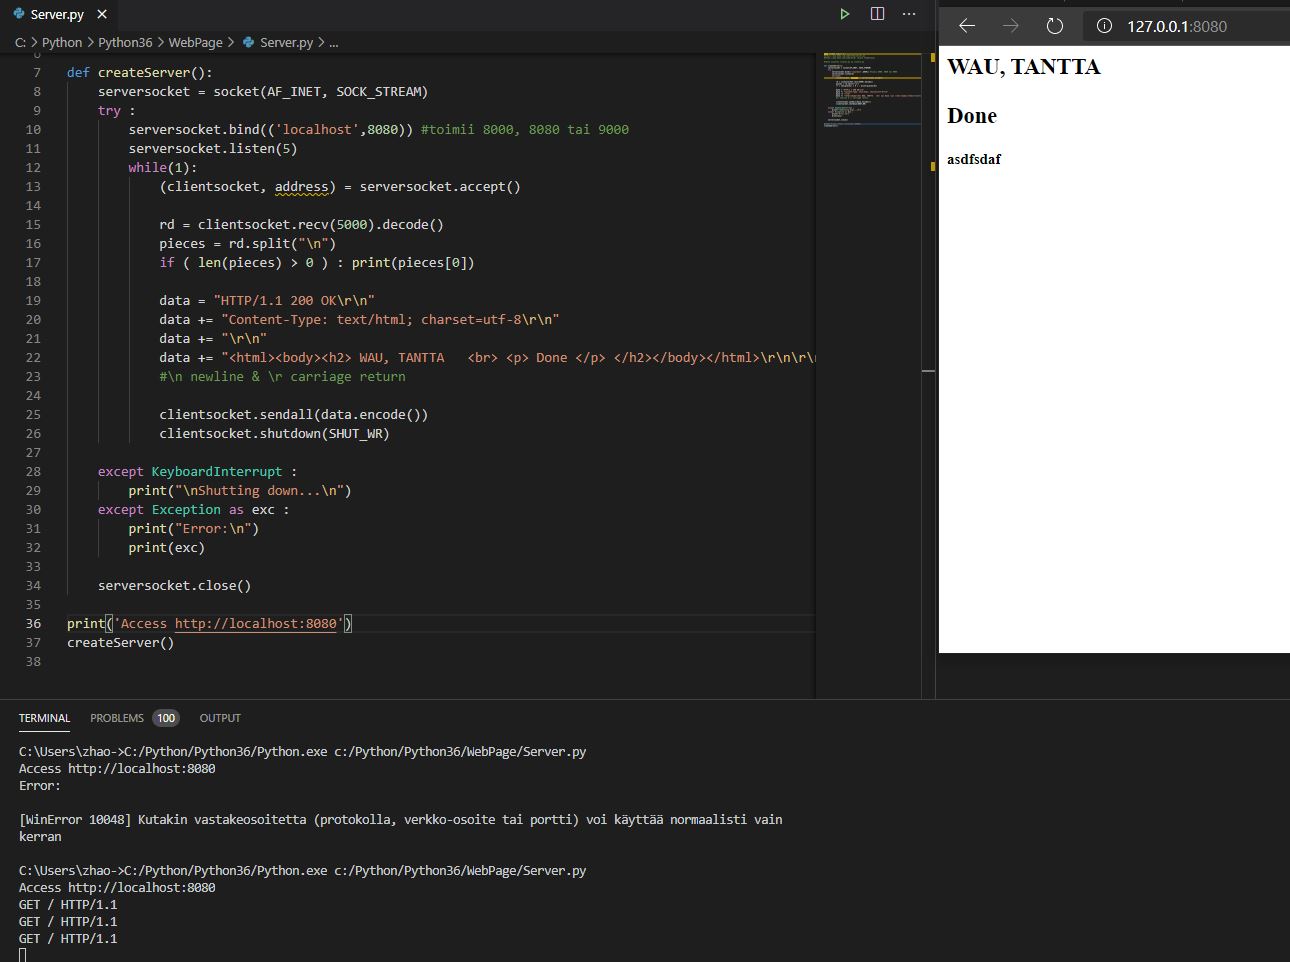 Server.py
C: > Python > Python36 > WebPage > Server.py > ...
7 def createServer():
8 serversocket = socket(AF_INET, SOCK_STREAM)
9 try :
10 serversocket.bind(('localhost',8080)) #toimii 8000, 8080 tai 9000
11 serversocket.listen(5)
12 while(1):
13 (clientsocket, address) = serversocket.accept()
14
15 rd = clientsocket.recv(5000).decode()
16 pieces = rd.split("\n")
17 if ( len(pieces) > 0 ) : print(pieces[0])
18
19 data = "HTTP/1.1 200 OK\r\n"
20 data += "Content-Type: text/html; charset=utf-8\r\n"
21 data += "\r\n"
22 data += "<html><body><h2> WAU, TANTTA   <br> <p> Done </p> </h2></body></html>\r\n\r\
23 #\n newline & \r carriage return
24
25 clientsocket.sendall(data.encode())
26 clientsocket.shutdown(SHUT_WR)
27
28 except KeyboardInterrupt :
29 print("\nShutting down...\n")
30 except Exception as exc :
31 print("Error:\n")
32 print(exc)
33
34 serversocket.close()
35
36 print('Access http://localhost:8080')
37 createServer()
38
127.0.0.1:8080
WAU, TANTTA
Done
asdfsdaf
TERMINAL PROBLEMS 100 OUTPUT
C:\Users\zhao->C:/Python/Python36/Python.exe c:/Python/Python36/WebPage/Server.py
Access http://localhost:8080
Error:
[WinError 10048] Kutakin vastakeosoitetta (protokolla, verkko-osoite tai portti) voi käyttää normaalisti vain
kerran
C:\Users\zhao->C:/Python/Python36/Python.exe c:/Python/Python36/WebPage/Server.py
Access http://localhost:8080
GET / HTTP/1.1
GET / HTTP/1.1
GET / HTTP/1.1